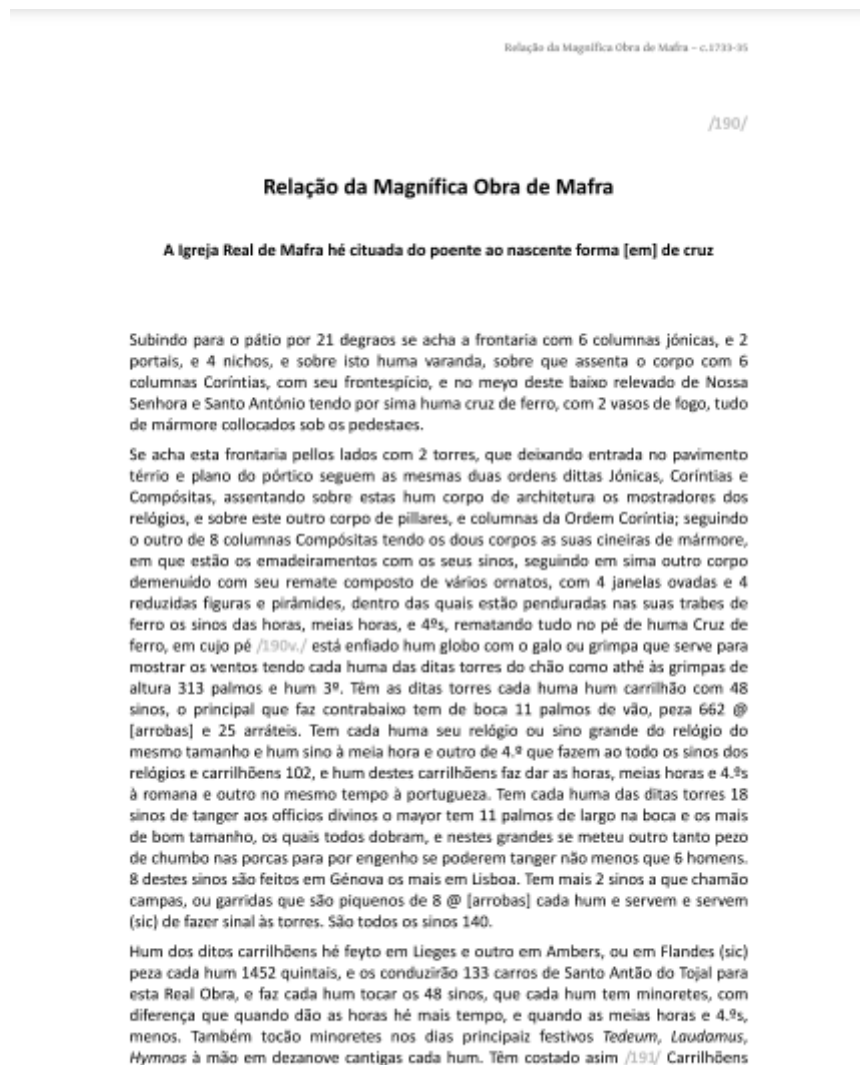 Relação da Magnífica Obra de Mafra – c.1733-35
/190/
Relação da Magnífica Obra de Mafra
A Igreja Real de Mafra hé cituada do poente ao nascente forma [em] de cruz
Subindo para o pátio por 21 degraos se acha a frontaria com 6 columnas jónicas, e 2
portais, e 4 nichos, e sobre isto huma varanda, sobre que assenta o corpo com 6
columnas Coríntias, com seu frontespício, e no meyo deste baixo relevado de Nossa
Senhora e Santo António tendo por sima huma cruz de ferro, com 2 vasos de fogo, tudo
de mármore collocados sob os pedestaes.
Se acha esta frontaria pellos lados com 2 torres, que deixando entrada no pavimento
térrio e plano do pórtico seguem as mesmas duas ordens dittas Jónicas, Coríntias e
Compósitas, assentando sobre estas hum corpo de architetura os mostradores dos
relógios, e sobre este outro corpo de pillares, e columnas da Ordem Coríntia; seguindo
o outro de 8 columnas Compósitas tendo os dous corpos as suas cineiras de mármore,
em que estão os emadeiramentos com os seus sinos, seguindo em sima outro corpo
demenuído com seu remate composto de vários ornatos, com 4 janelas ovadas e 4
reduzidas figuras e pirâmides, dentro das quais estão penduradas nas suas trabes de
ferro os sinos das horas, meias horas, e 4ºs, rematando tudo no pé de huma Cruz de
ferro, em cujo pé /190v./ está enfiado hum globo com o galo ou grimpa que serve para
mostrar os ventos tendo cada huma das ditas torres do chão como athé às grimpas de
altura 313 palmos e hum 3º. Têm as ditas torres cada huma hum carrilhão com 48
sinos, o principal que faz contrabaixo tem de boca 11 palmos de vão, peza 662 @
[arrobas] e 25 arráteis. Tem cada huma seu relógio ou sino grande do relógio do
mesmo tamanho e hum sino à meia hora e outro de 4.º que fazem ao todo os sinos dos
relógios e carrilhõens 102, e hum destes carrilhõens faz dar as horas, meias horas e 4.ºs
à romana e outro no mesmo tempo à portugueza. Tem cada huma das ditas torres 18
sinos de tanger aos officios divinos o mayor tem 11 palmos de largo na boca e os mais
de bom tamanho, os quais todos dobram, e nestes grandes se meteu outro tanto pezo
de chumbo nas porcas para por engenho se poderem tanger não menos que 6 homens.
8 destes sinos são feitos em Génova os mais em Lisboa. Tem mais 2 sinos a que chamão
campas, ou garridas que são piquenos de 8 @ [arrobas] cada hum e servem e servem
(sic) de fazer sinal às torres. São todos os sinos 140.
Hum dos ditos carrilhõens hé feyto em Lieges e outro em Ambers, ou em Flandes (sic)
peza cada hum 1452 quintais, e os conduzirão 133 carros de Santo Antão do Tojal para
esta Real Obra, e faz cada hum tocar os 48 sinos, que cada hum tem minoretes, com
diferença que quando dão as horas hé mais tempo, e quando as meias horas e 4.ºs,
menos. Também tocão minoretes nos dias principaiz festivos Tedeum, Laudamus,
Hymnos à mão em dezanove cantigas cada hum. Têm costado asim /191/ Carrilhõens